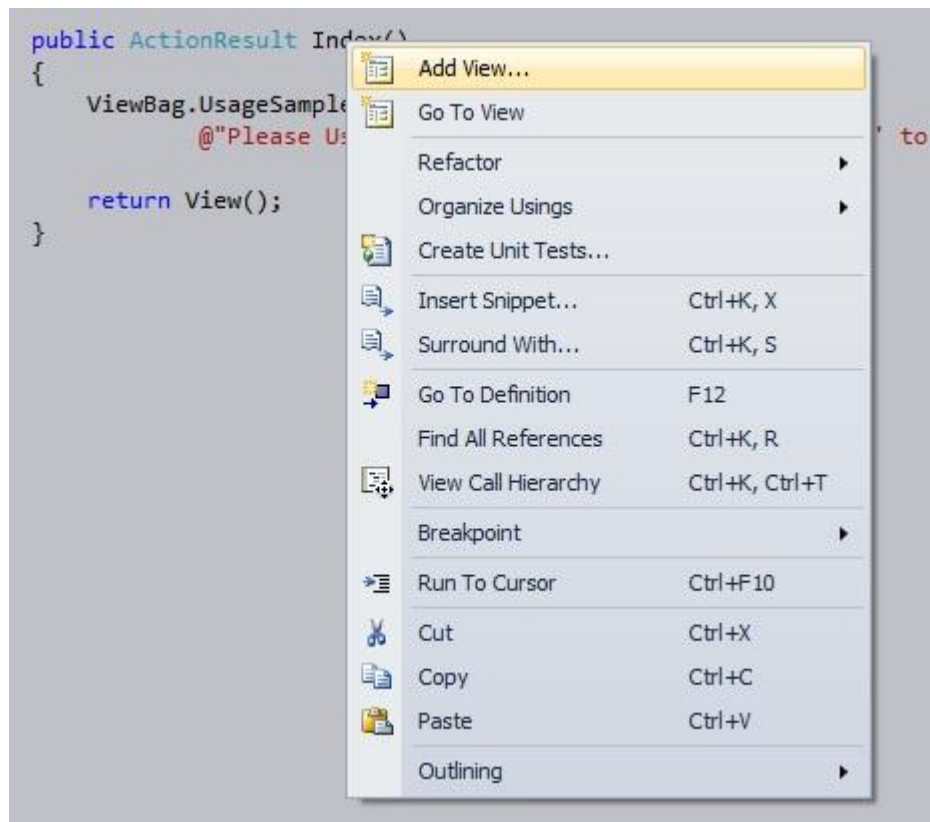 public ActionResult Index()
{
ViewBag.UsageSample
@"Please Us ' to
return View();
}
Add View...
Go To View
Refactor
Organize Usings
Create Unit Tests...
Insert Snippet... Ctrl+K, X
Surround With... Ctrl+K, S
Go To Definition F12
Find All References Ctrl+K, R
View Call Hierarchy Ctrl+K, Ctrl+T
Breakpoint
Run To Cursor Ctrl+F10
Cut Ctrl+X
Copy Ctrl+C
Paste Ctrl+V
Outlining